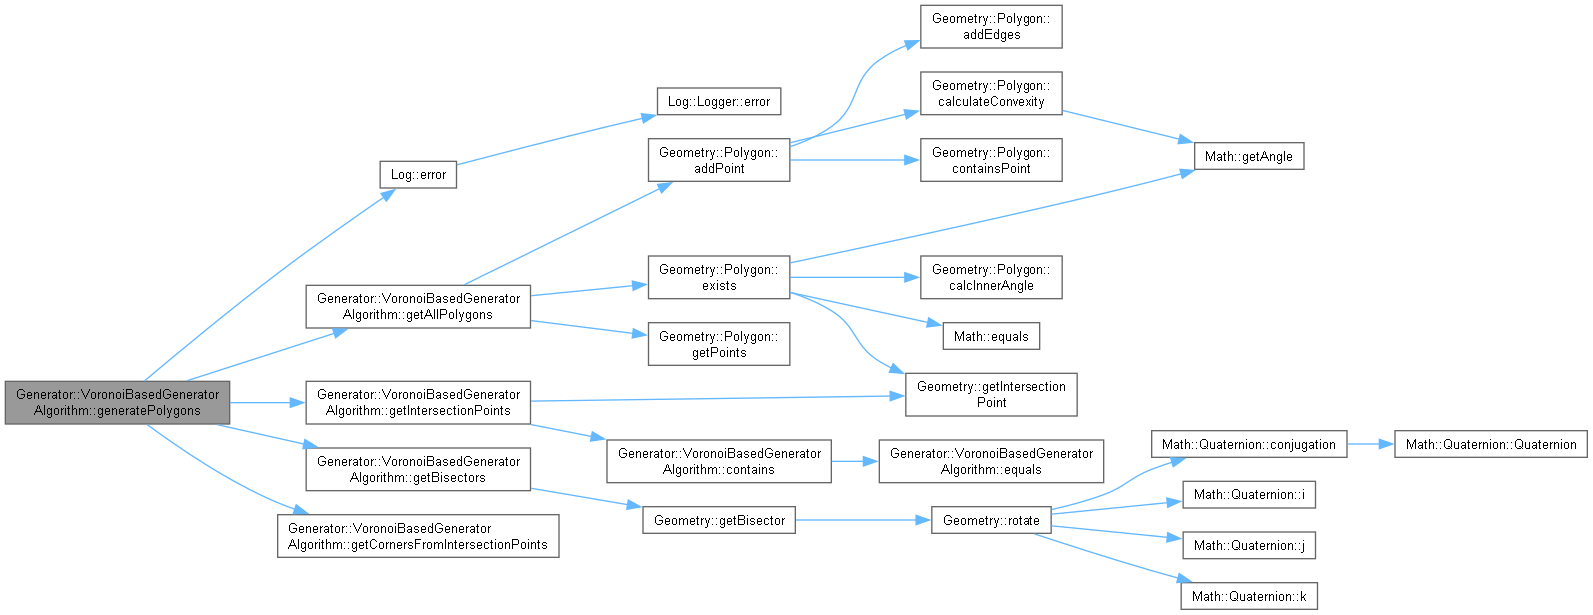 Geometry::Polygon::
addEdges
Geometry::Polygon::
calculateConvexity
Log::Logger::error
Geometry::Polygon::
addPoint
Geometry::Polygon::
containsPoint
Math::getAngle
Log::error
Geometry::Polygon::
exists
Geometry::Polygon::
calcInnerAngle
Generator::VoronoiBasedGenerator
Algorithm::getAllPolygons
Geometry::Polygon::
getPoints
Math::equals
Generator::VoronoiBasedGenerator
Algorithm::generatePolygons
Generator::VoronoiBasedGenerator
Algorithm::getIntersectionPoints
Geometry::getIntersection
Point
Generator::VoronoiBasedGenerator
Algorithm::contains
Generator::VoronoiBasedGenerator
Algorithm::equals
Math::Quaternion::conjugation
Math::Quaternion::Quaternion
Generator::VoronoiBasedGenerator
Algorithm::getBisectors
Math::Quaternion::i
Geometry::getBisector
Geometry::rotate
Generator::VoronoiBasedGenerator
Algorithm::getCornersFromIntersectionPoints
Math::Quaternion::j
Math::Quaternion::k